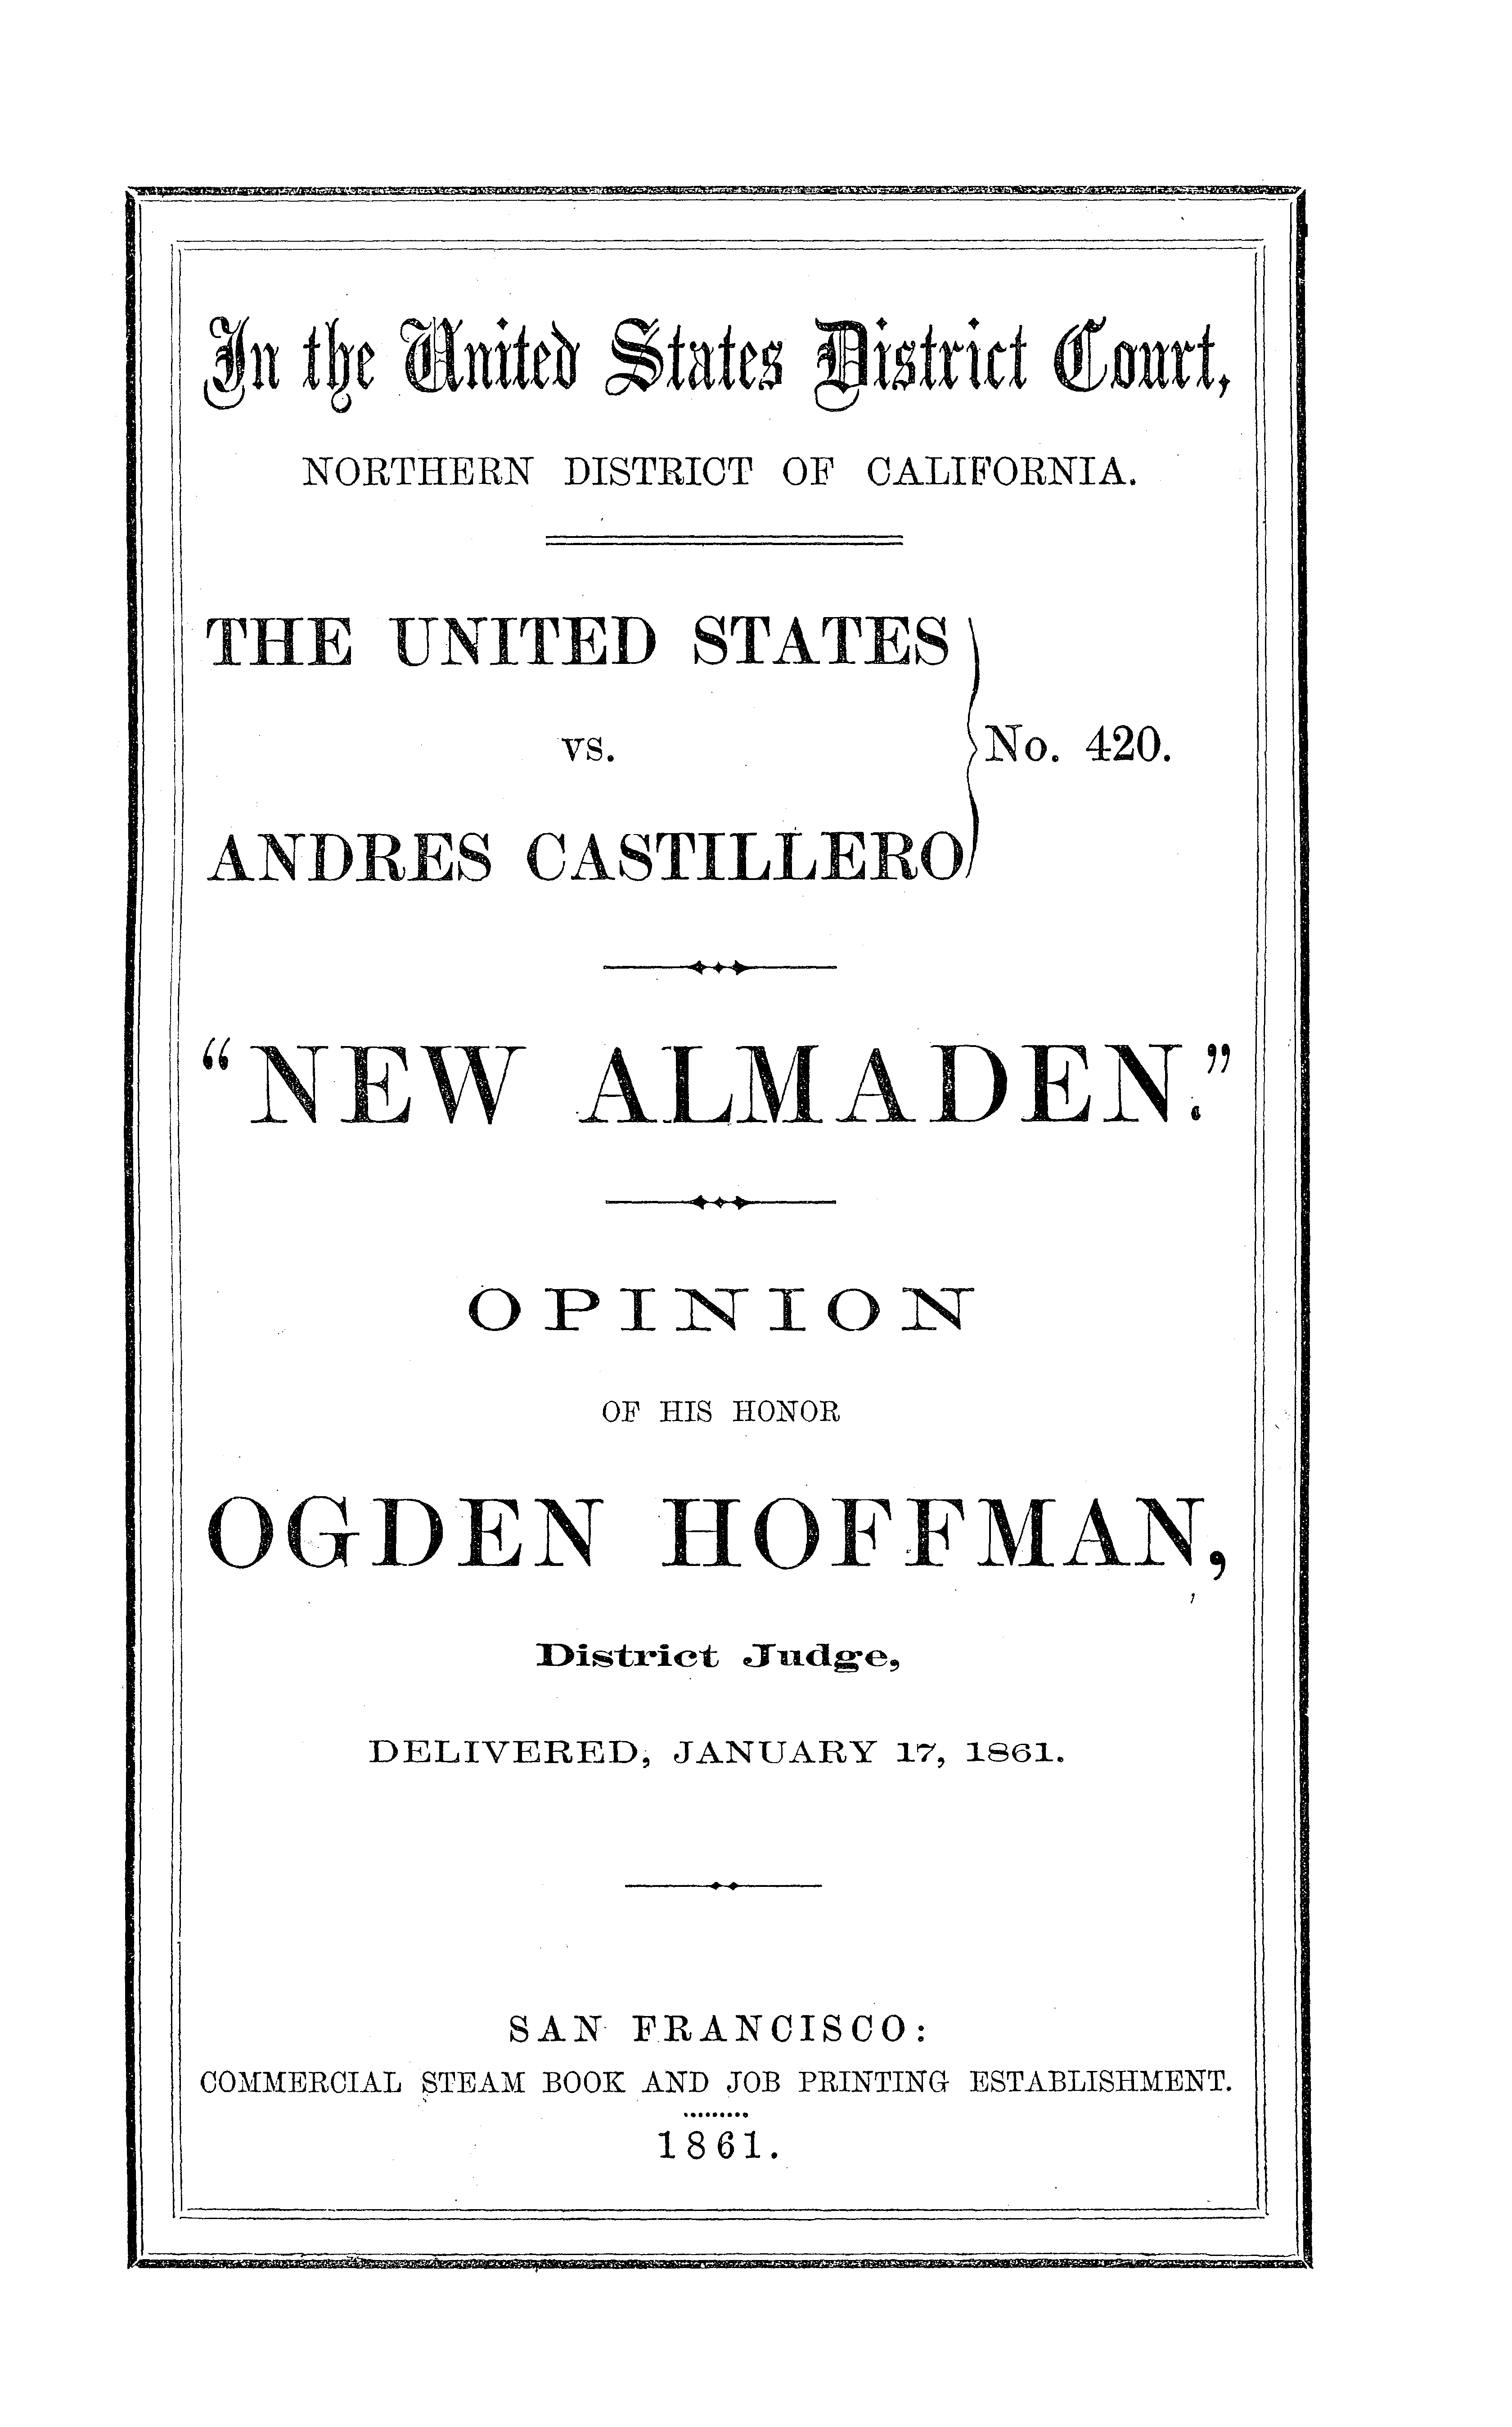 In the United States District Court,
NORTHERN DISTRICT OF CALIFORNIA.
THE UNITED STATES
vs.
No. 420.
ANDRES CASTILLERO
"NEW ALMADEN."
OPINION
OF HIS HONOR
OGDEN HOFFMAN,
District Judge,
DELIVERED, JANUARY 17, 1861.
SAN FRANCISCO:
COMMERCIAL STEAM BOOK AND JOB PRINTING ESTABLISHMENT.
1861.